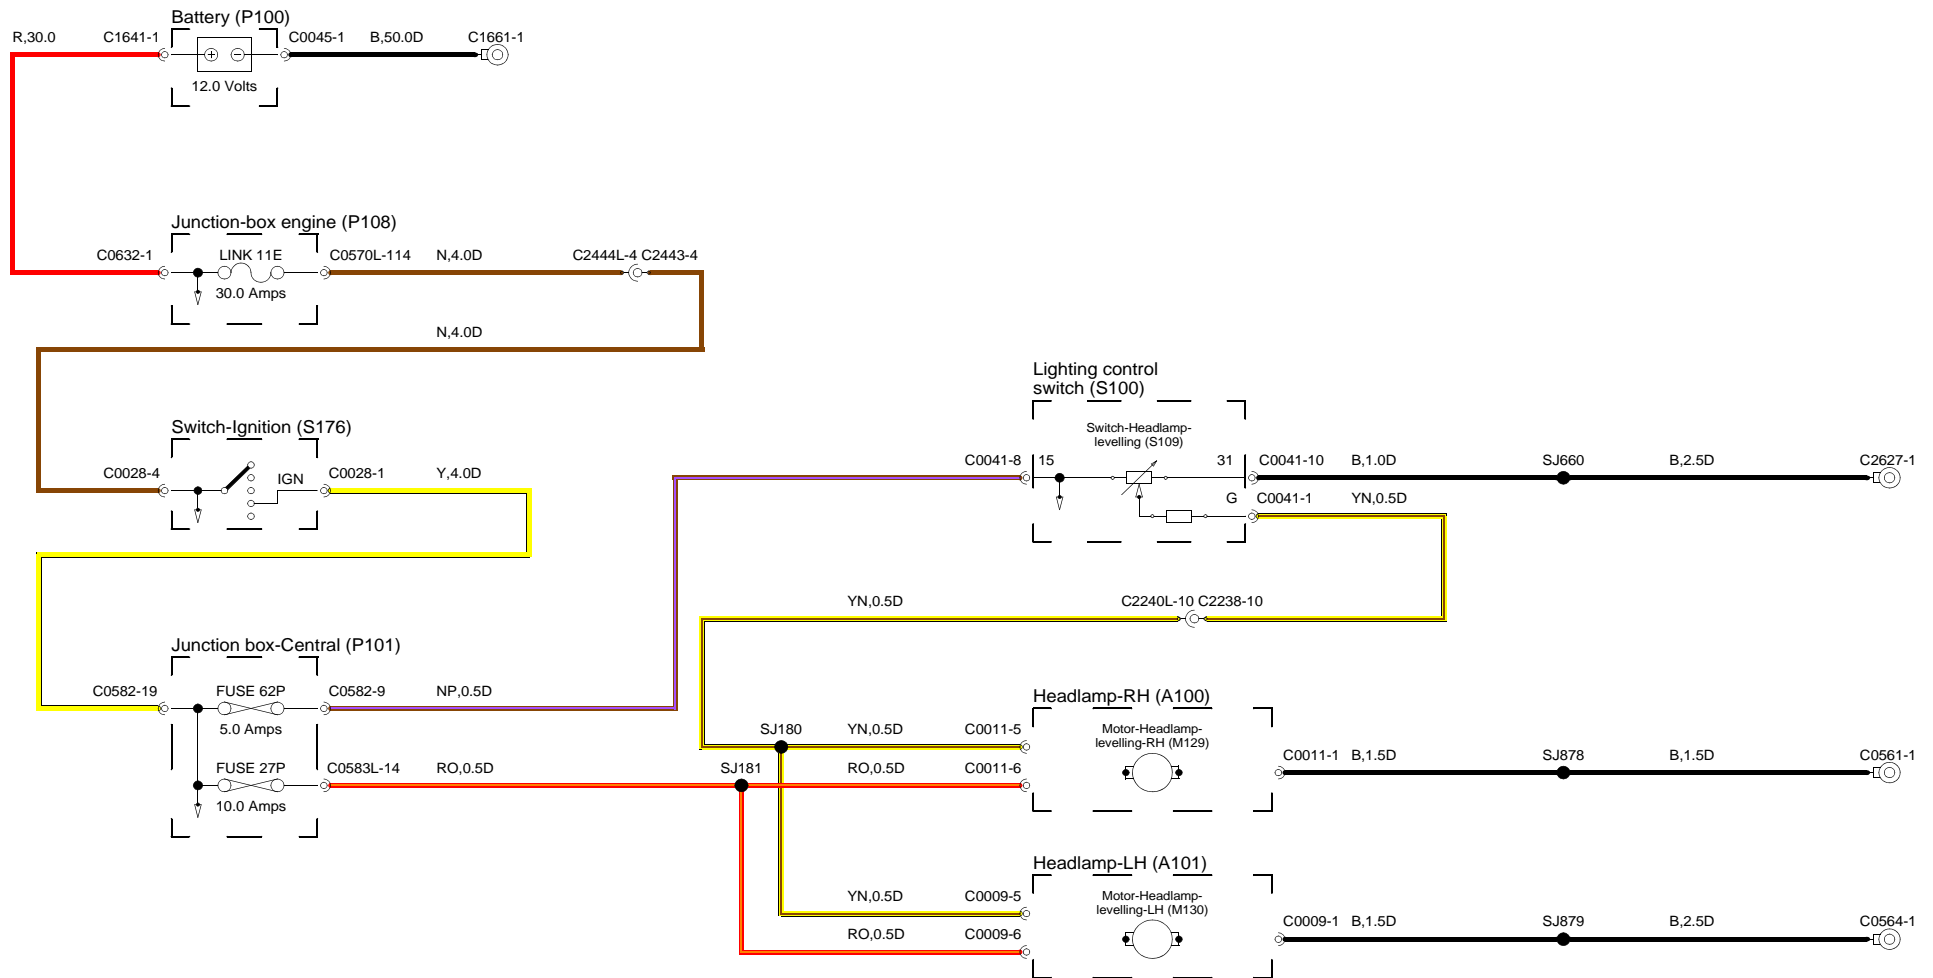 Battery (P100)
R,30.0
C1641-1
C0045-1
B,50.0D
C1661-1
12.0 Volts
Junction-box engine (P108)
C0632-1
LINK 11E
C0570L-114
N,4.0D
C2444L-4
C2443-4
30.0 Amps
N,4.0D
Lighting control
switch (S100)
Switch-Headlamp-
levelling (S109)
Switch-Ignition (S176)
C0028-4
IGN
C0028-1
Y,4.0D
C0041-8
15
31
C0041-10
B,1.0D
SJ660
B,2.5D
C2627-1
G
C0041-1
YN,0.5D
YN,0.5D
C2240L-10
C2238-10
Junction box-Central (P101)
C0582-19
FUSE 62P
C0582-9
NP,0.5D
5.0 Amps
Headlamp-RH (A100)
SJ180
YN,0.5D
C0011-5
Motor-Headlamp-
levelling-RH (M129)
C0011-1
B,1.5D
SJ878
B,1.5D
C0561-1
FUSE 27P
C0583L-14
RO,0.5D
SJ181
RO,0.5D
C0011-6
10.0 Amps
Headlamp-LH (A101)
YN,0.5D
C0009-5
Motor-Headlamp-
levelling-LH (M130)
C0009-1
B,1.5D
SJ879
B,2.5D
C0564-1
RO,0.5D
C0009-6